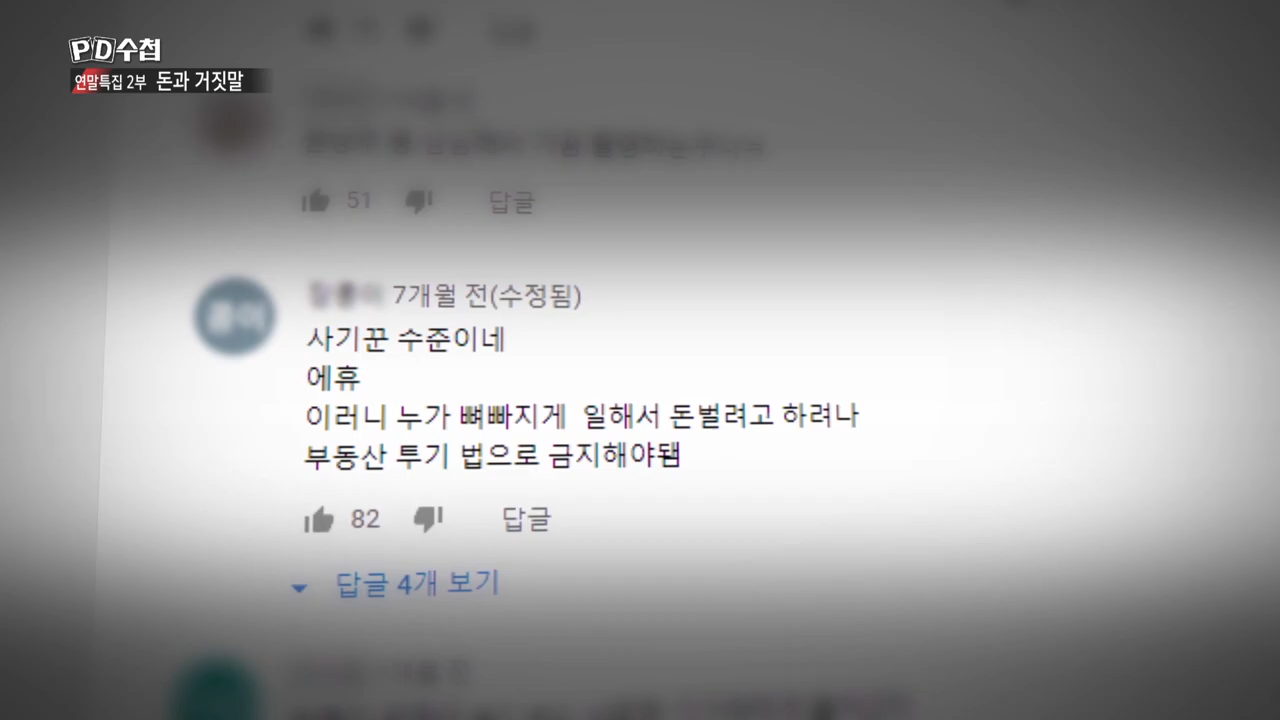 PD수첩
연말특집 2부 돈과 거짓말
51 답글
7개월 전(수정됨)
사기꾼 수준이네
에휴
이러니 누가 뼈빠지게 일해서 돈벌려고 하려나
부동산 투기 법으로 금지해야됌
82 답글
답글 4개 보기